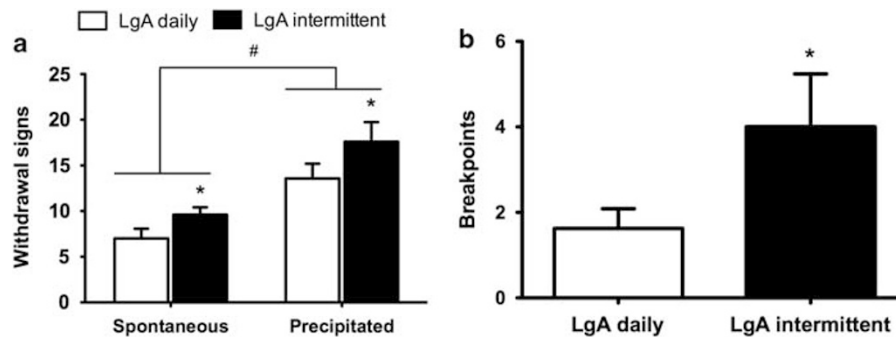 LgA daily LgA intermittent
a
#
Withdrawal signs
25
20
15
10
5
0
*
*
Spontaneous Precipitated
b
Breakpoints
6
4
2
0
*
LgA daily LgA intermittent